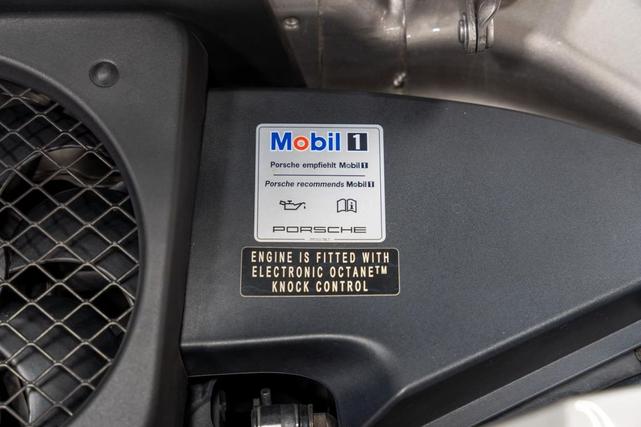 Mobil 1
Porsche empfiehlt Mobil 1
Porsche recommends Mobil 1
PORSCHE
ENGINE IS FITTED WITH
ELECTRONIC OCTANE™
KNOCK CONTROL